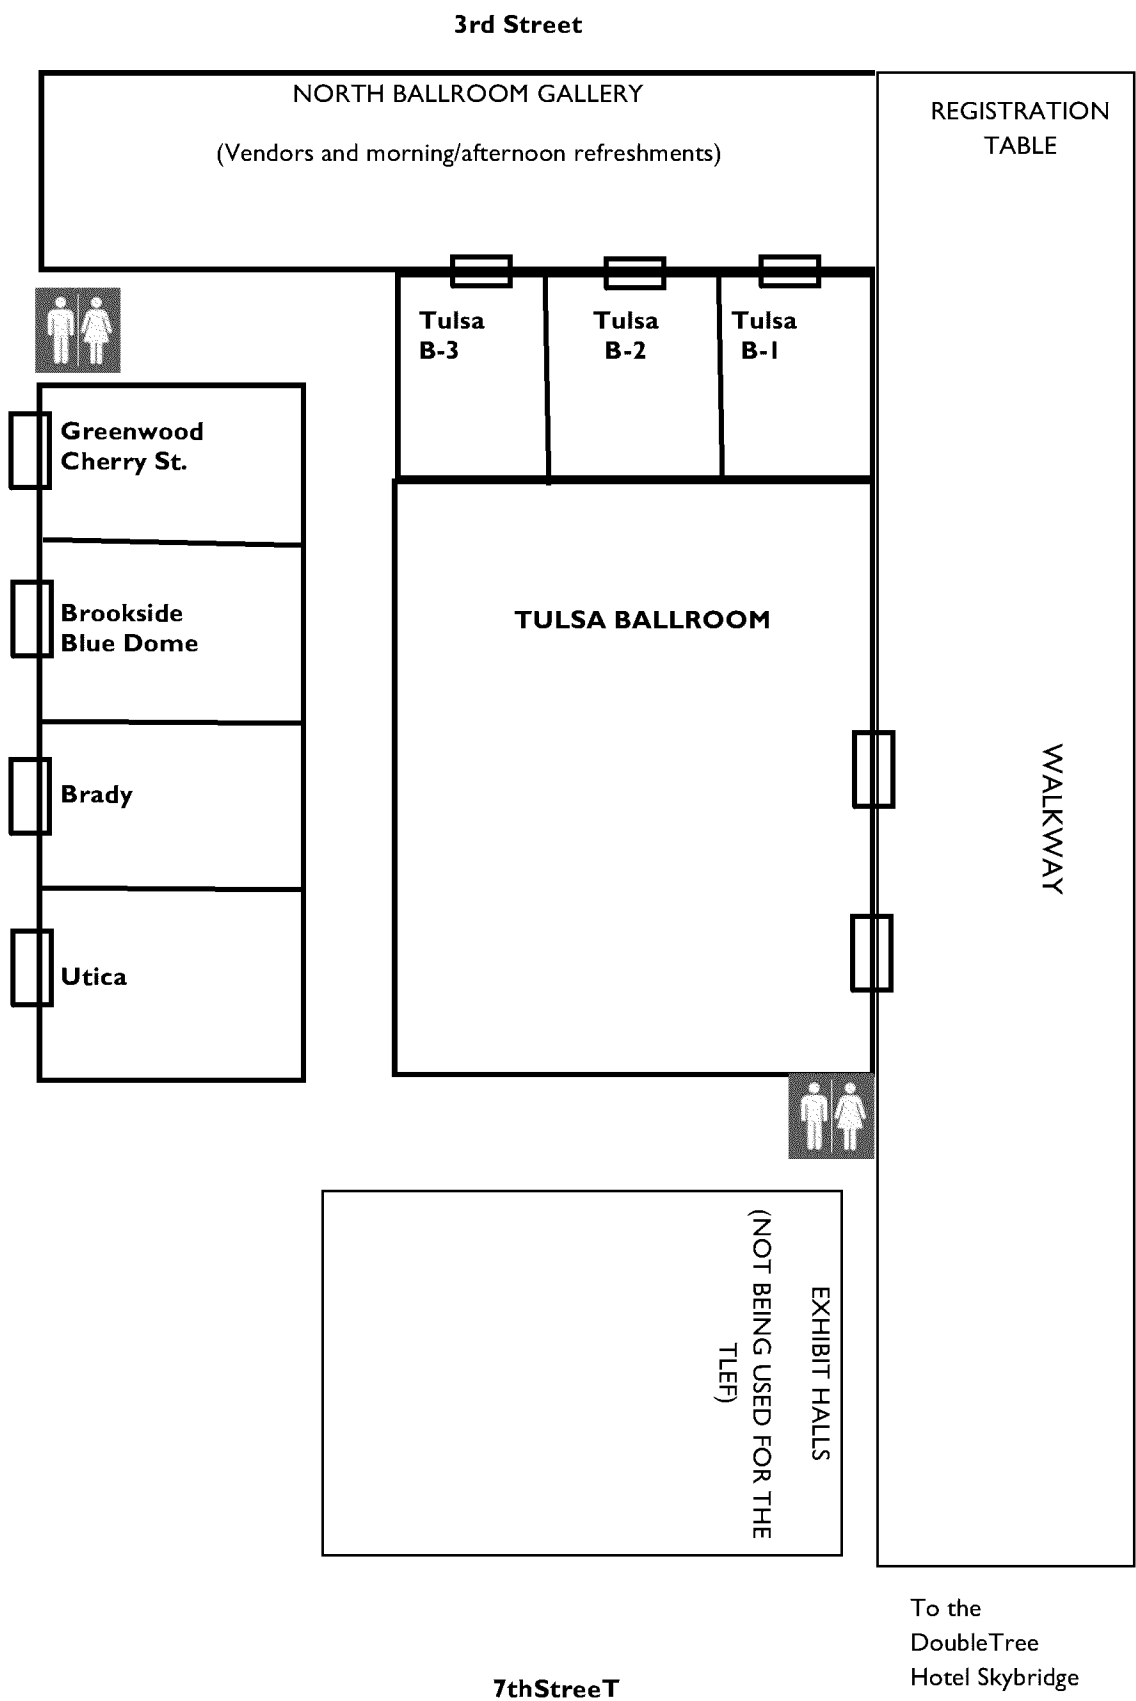 3rd Street
NORTH BALLROOM GALLERY
(Vendors and morning/afternoon refreshments)
REGISTRATION
TABLE
Tulsa
B-3
Tulsa
B-2
Tulsa
B-1
Greenwood
Cherry St.
Brookside
Blue Dome
TULSA BALLROOM
Brady
WALKWAY
Utica
EXHIBIT HALLS
(NOT BEING USED FOR THE
TLEF)
To the
DoubleTree
Hotel Skybridge
7thStreeT